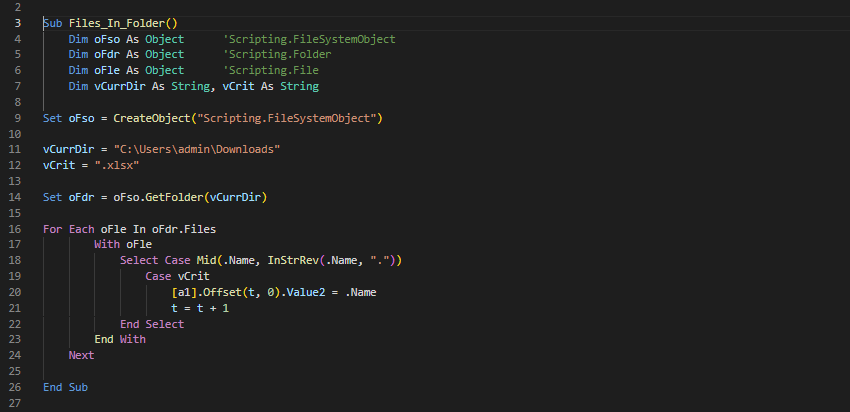 2
3 Sub Files_In_Folder()
4 Dim oFso As Object 'Scripting.FileSystemObject
5 Dim oFdr As Object 'Scripting.Folder
6 Dim oFle As Object 'Scripting.File
7 Dim vCurrDir As String, vCrit As String
8
9 Set oFso = CreateObject("Scripting.FileSystemObject")
10
11 vCurrDir = "C:\Users\admin\Downloads"
12 vCrit = ".xlsx"
13
14 Set oFdr = oFso.GetFolder(vCurrDir)
15
16 For Each oFle In oFdr.Files
17 With oFle
18 Select Case Mid(.Name, InStrRev(.Name, "."))
19 Case vCrit
20 [a1].Offset(t, 0).Value2 = .Name
21 t = t + 1
22 End Select
23 End With
24 Next
25
26 End Sub
27